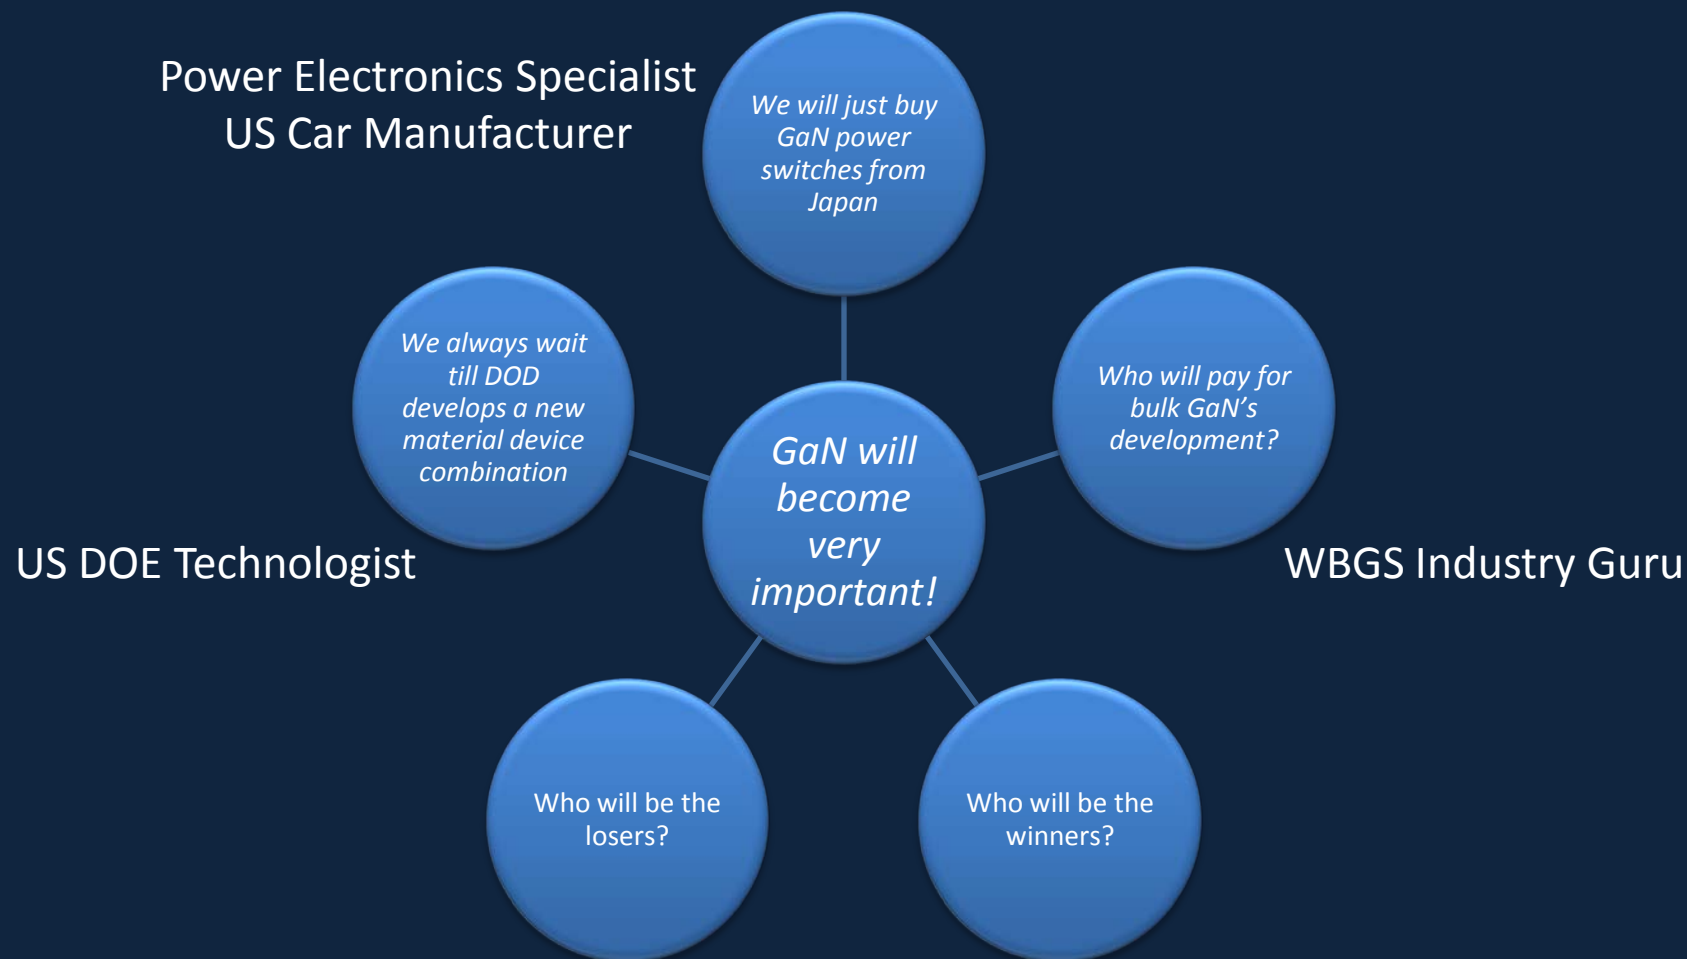 Power Electronics Specialist
US Car Manufacturer
We will just buy
GaN power
switches from
Japan
We always wait
till DOD
develops a new
material device
combination
Who will pay for
bulk GaN's
development?
GaN will
become
very
important!
US DOE Technologist
WBGS Industry Guru
Who will be the
losers?
Who will be the
winners?